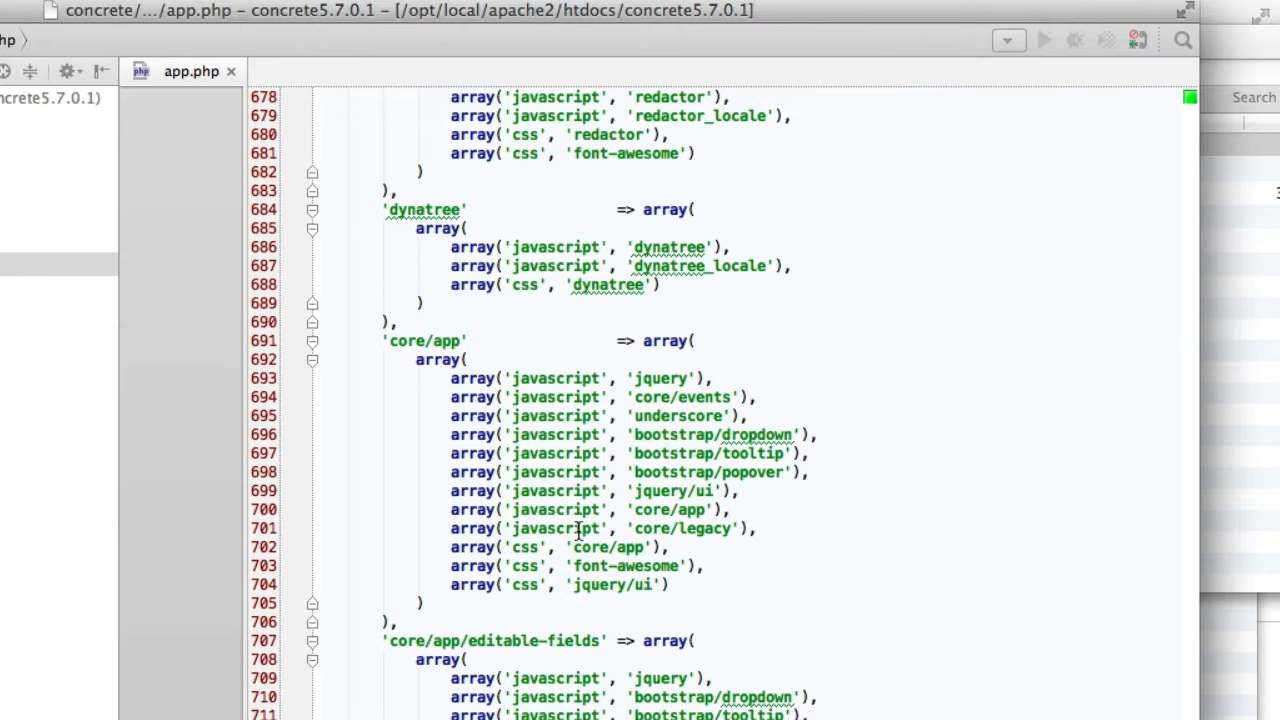 concrete/.../app.php – concrete5.7.0.1 – [/opt/local/apache2/htdocs/concrete5.7.0.1]
hp
app.php
ncrete5.7.0.1)
Search
678 array('javascript', 'redactor'),
679 array('javascript', 'redactor_locale'),
680 array('css', 'redactor'),
681 array('css', 'font-awesome')
682 )
683 ),
684 'dynatree' => array(
685 array(
686 array('javascript', 'dynatree'),
687 array('javascript', 'dynatree_locale'),
688 array('css', 'dynatree')
689 )
690 ),
691 'core/app' => array(
692 array(
693 array('javascript', 'jquery'),
694 array('javascript', 'core/events'),
695 array('javascript', 'underscore'),
696 array('javascript', 'bootstrap/dropdown'),
697 array('javascript', 'bootstrap/tooltip'),
698 array('javascript', 'bootstrap/popover'),
699 array('javascript', 'jquery/ui'),
700 array('javascript', 'core/app'),
701 array('javascript', 'core/legacy'),
702 array('css', 'core/app'),
703 array('css', 'font-awesome'),
704 array('css', 'jquery/ui')
705 )
706 ),
707 'core/app/editable-fields' => array(
708 array(
709 array('javascript', 'jquery'),
710 array('javascript', 'bootstrap/dropdown'),
711 array('javascript', 'bootstrap/tooltip'),